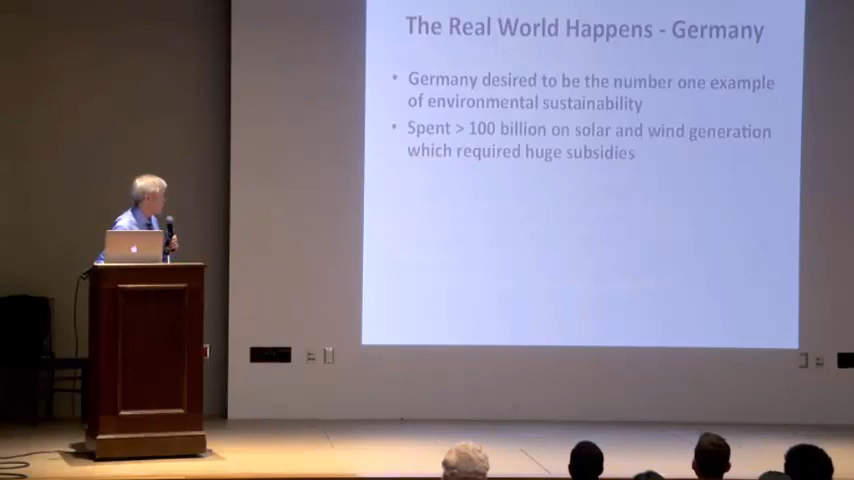 The Real World Happens - Germany
• Germany desired to be the number one example
of environmental sustainability
• Spent > 100 billion on solar and wind generation
which required huge subsidies